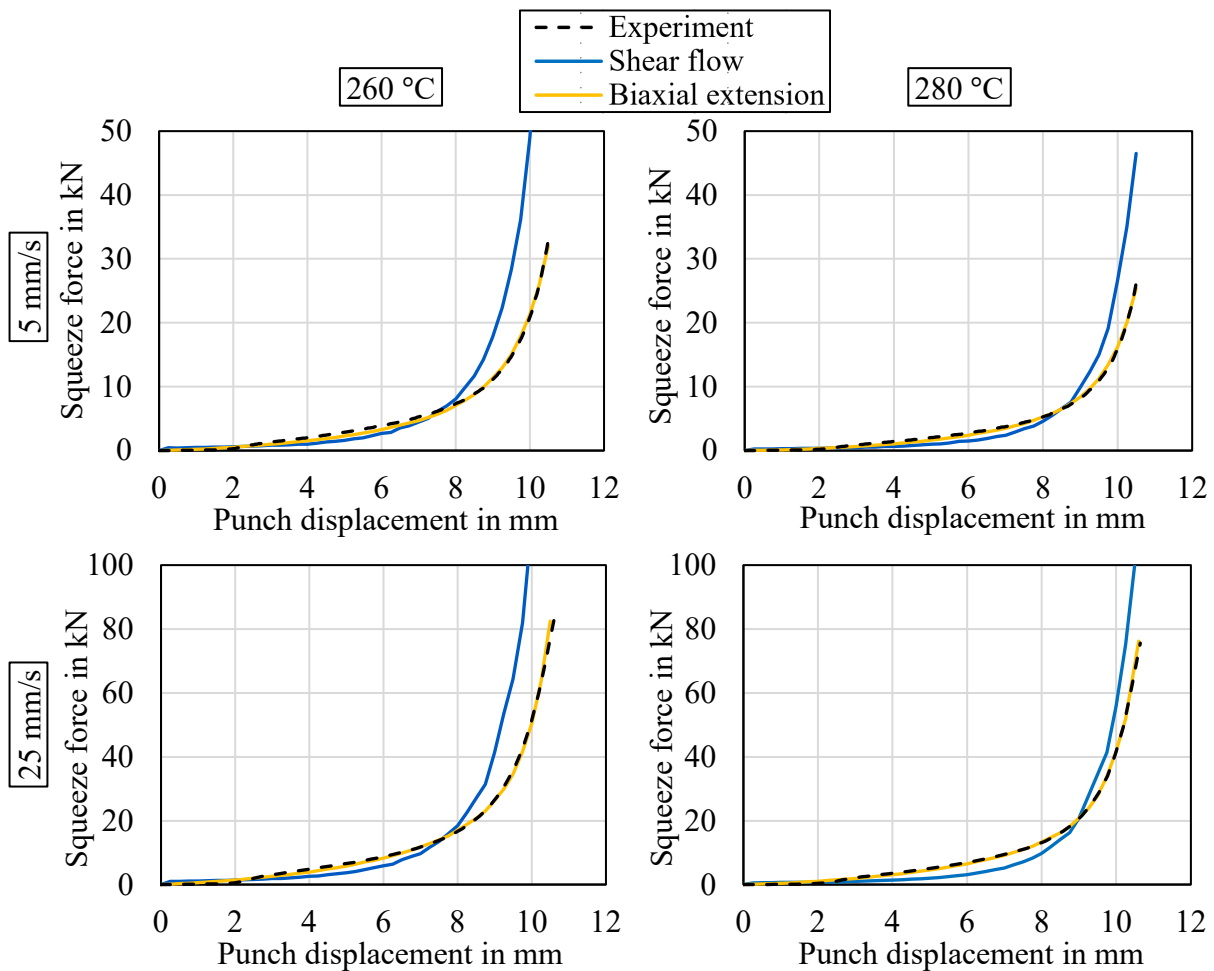 Experiment
Shear flow
Biaxial extension
260 °C
280 °C
5 mm/s
25 mm/s
Squeeze force in kN
50
40
30
20
10
0
0 2 4 6 8 10 12
Punch displacement in mm
Squeeze force in kN
50
40
30
20
10
0
0 2 4 6 8 10 12
Punch displacement in mm
Squeeze force in kN
100
80
60
40
20
0
0 2 4 6 8 10 12
Punch displacement in mm
Squeeze force in kN
100
80
60
40
20
0
0 2 4 6 8 10 12
Punch displacement in mm